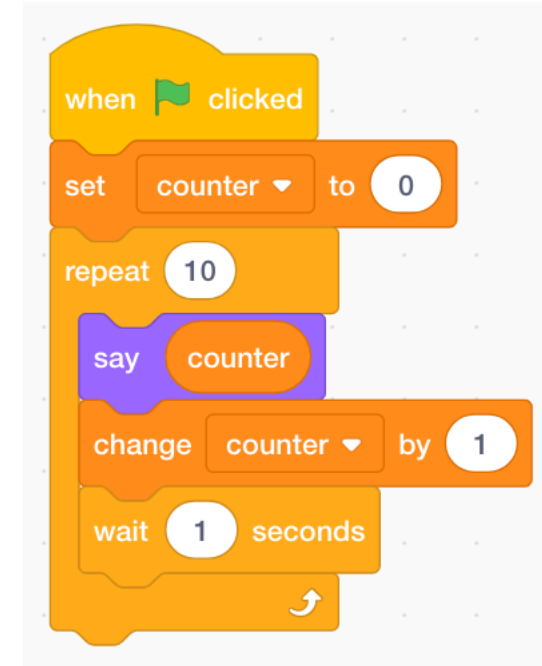 when clicked
set counter to 0
repeat 10
say counter
change counter by 1
wait 1 seconds